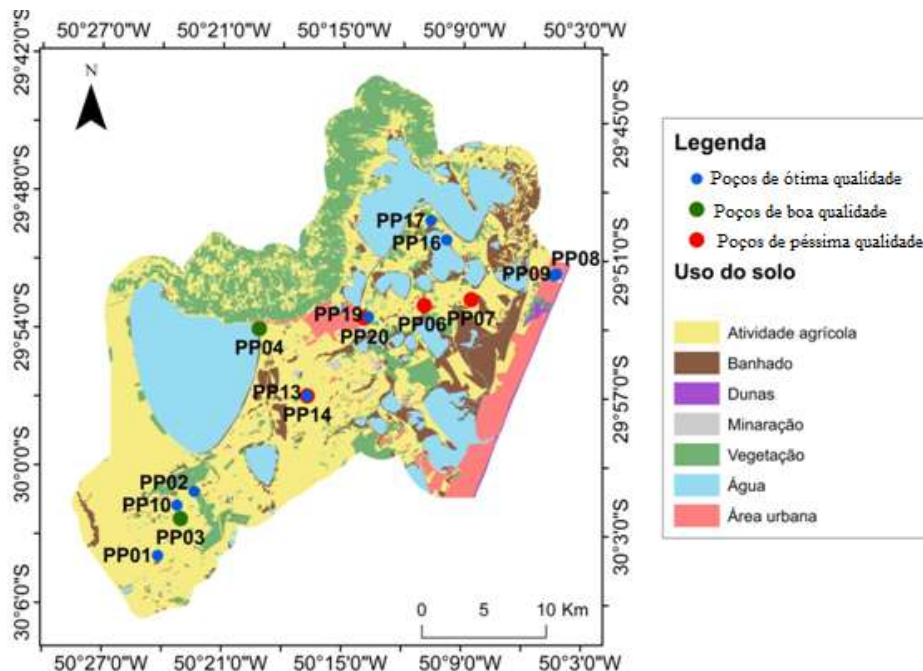 50°27'0"W 50°21'0"W 50°15'0"W 50°9'0"W 50°3'0"W
29°42'0"S
29°48'0"S
29°54'0"S
30°0'0"S
30°6'0"S
N
29°45'0"S
29°51'0"S
29°57'0"S
30°3'0"S
PP17
PP16
PP08
PP09
PP19
PP20
PP06
PP07
PP04
PP13
PP14
PP02
PP10
PP03
PP01
0 5 10 Km
50°27'0"W 50°21'0"W 50°15'0"W 50°9'0"W 50°3'0"W
Legenda
Poços de ótima qualidade
Poços de boa qualidade
Poços de péssima qualidade
Uso do solo
Atividade agrícola
Banhado
Dunas
Minaração
Vegetação
Água
Área urbana